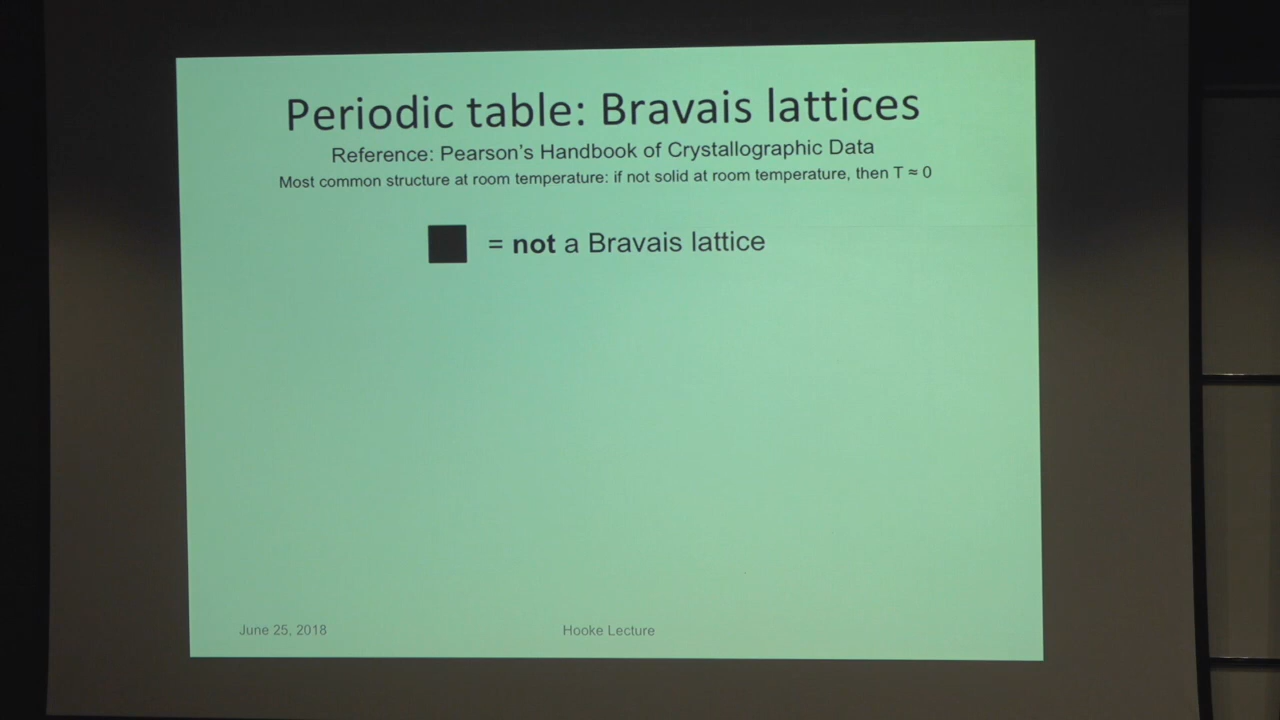 Periodic table: Bravais lattices
Reference: Pearson's Handbook of Crystallographic Data
Most common structure at room temperature: if not solid at room temperature, then T ≈ 0
= not a Bravais lattice
June 25, 2018
Hooke Lecture